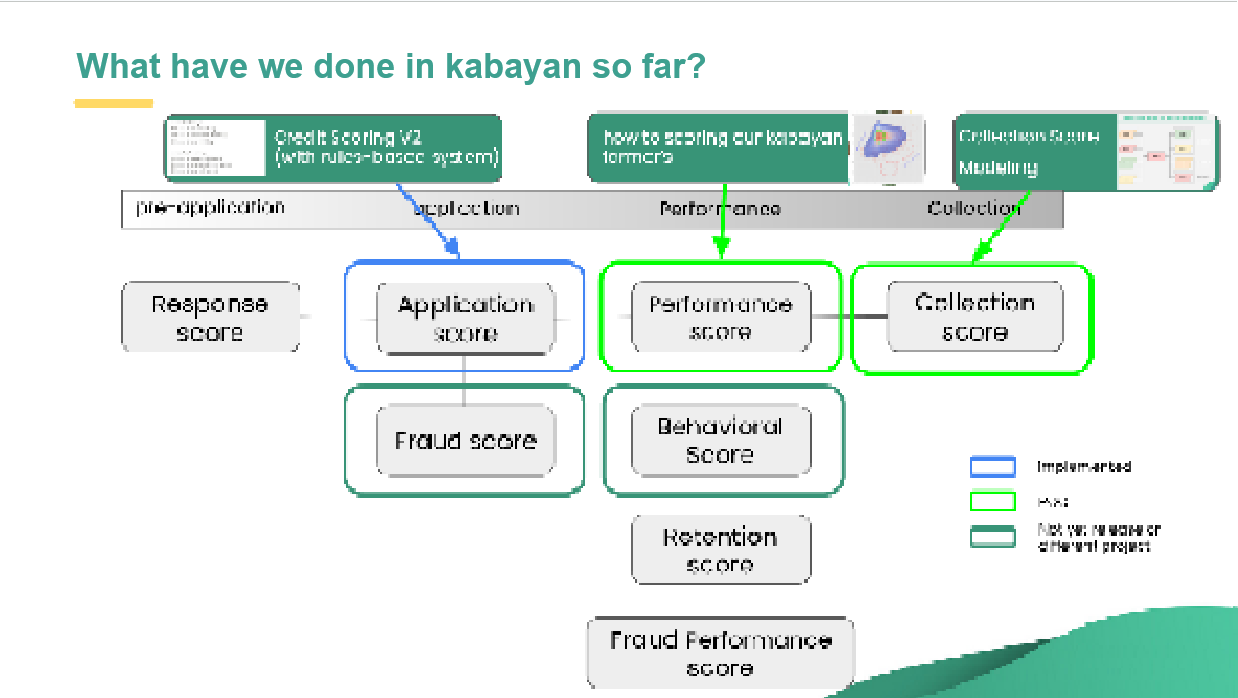 What have we done in kabayan so far?
Credit Scoring V2
(with rules-based system)
how to scoring our kabayan
farmer's
Collection Score
Modeling
pre-application
application
Performance
Collection
Response
score
Application
score
Performance
score
Collection
score
Fraud score
Behavioral
Score
Retention
score
Fraud Performance
score
Implemented
Not yet release or
different project